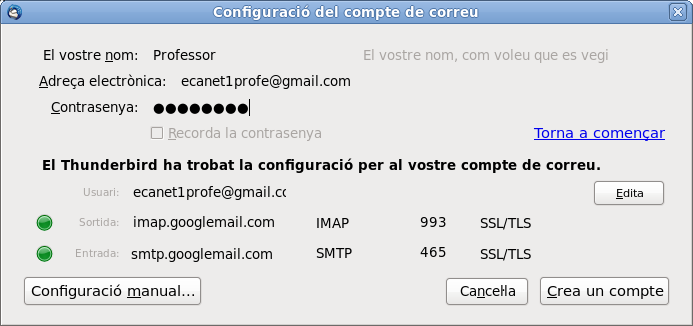 Configuració del compte de correu
El vostre nom: Professor El vostre nom, com voleu que es vegi
Adreça electrònica: ecanet1profe@gmail.com
Contrasenya: ●●●●●●●●
Recorda la contrasenya Torna a començar
El Thunderbird ha trobat la configuració per al vostre compte de correu.
Usuari: ecanet1profe@gmail.cc Edita
Sortida: imap.googlemail.com IMAP 993 SSL/TLS
Entrada: smtp.googlemail.com SMTP 465 SSL/TLS
Configuració manual... Cancel·la Crea un compte